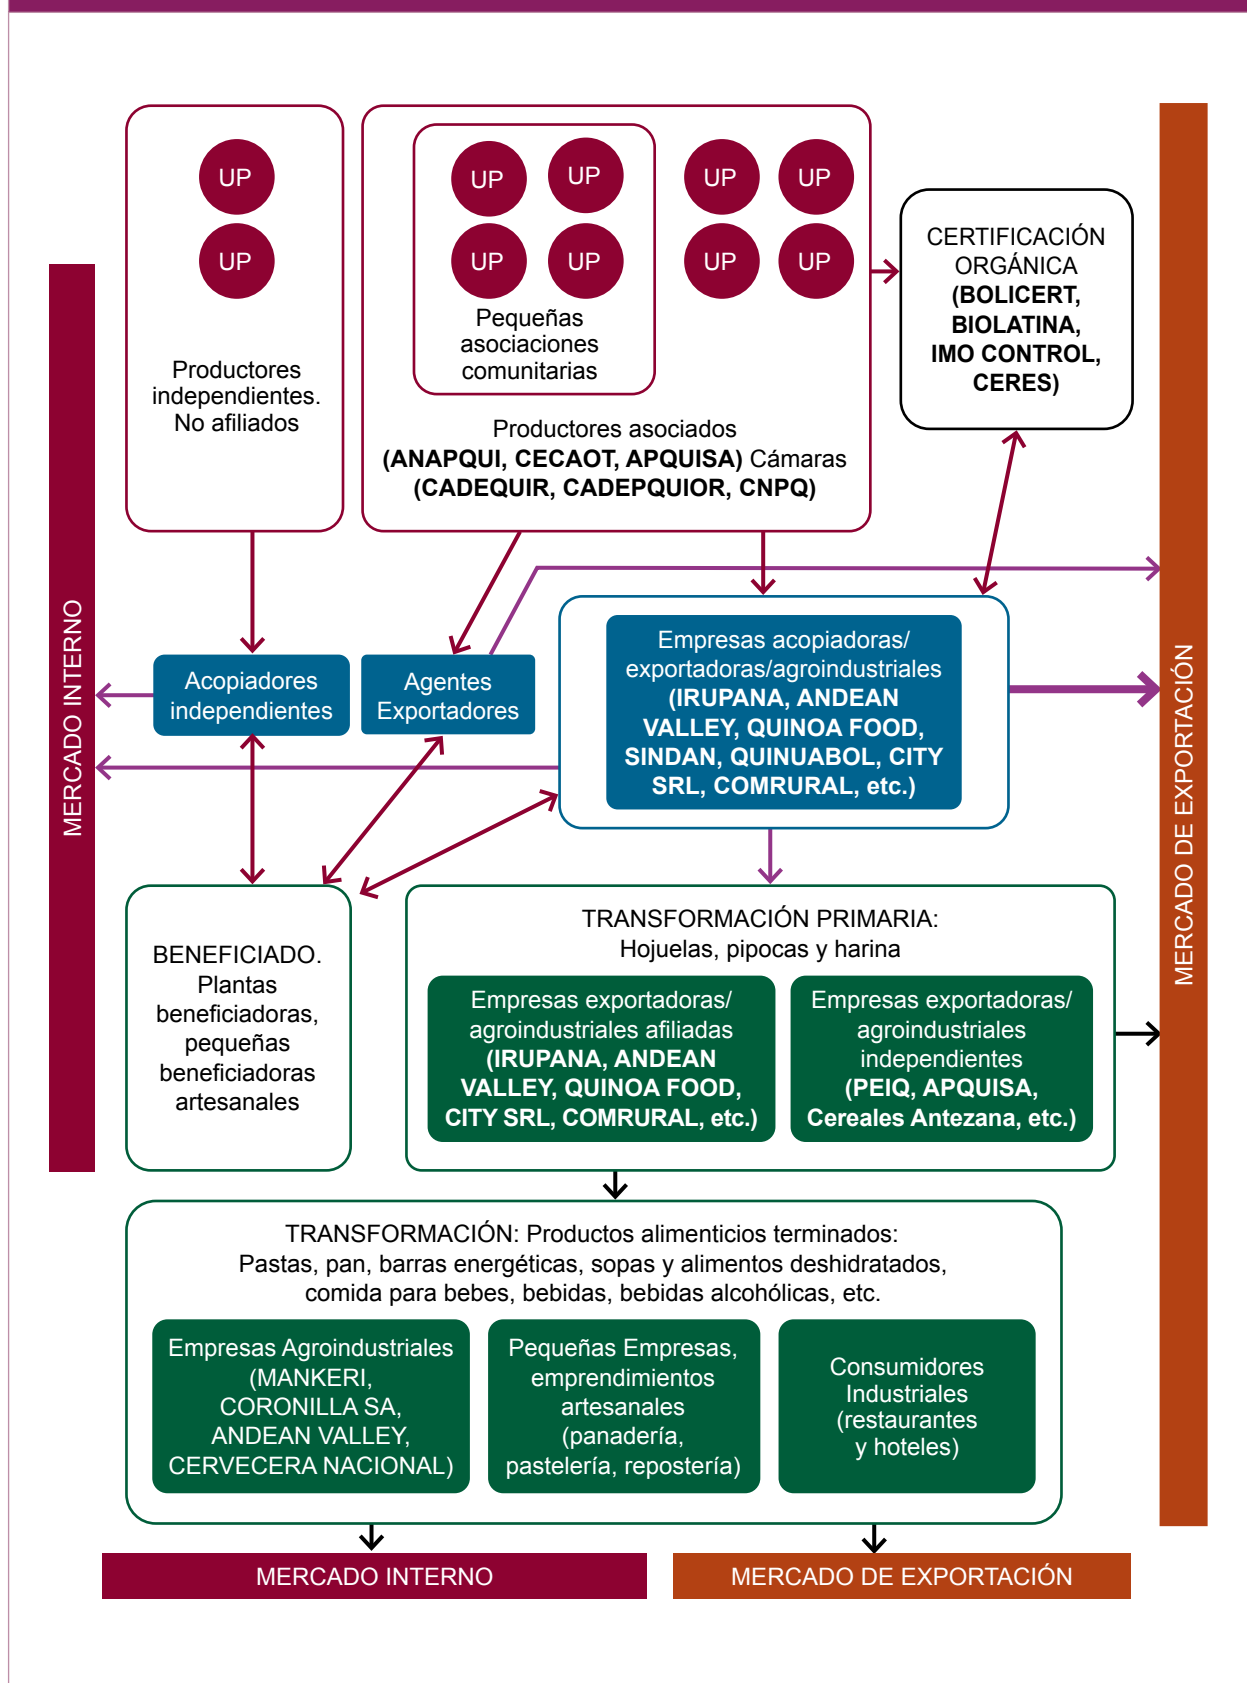 UP
UP
Productores
independientes.
No afiliados
UP
UP
UP
UP
Pequeñas
asociaciones
comunitarias
UP
UP
UP
UP
Productores asociados
(ANAPQUI, CECAOT, APQUISA) Cámaras
(CADEQUIR, CADEPQUIOR, CNPQ)
CERTIFICACIÓN
ORGÁNICA
(BOLICERT,
BIOLATINA,
IMO CONTROL,
CERES)
MERCADO INTERNO
MERCADO DE EXPORTACIÓN
Acopiadores
independientes
Agentes
Exportadores
Empresas acopiadoras/
exportadoras/agroindustriales
(IRUPANA, ANDEAN
VALLEY, QUINOA FOOD,
SINDAN, QUINUABOL, CITY
SRL, COMRURAL, etc.)
BENEFICIADO.
Plantas
beneficiadoras,
pequeñas
beneficiadoras
artesanales
TRANSFORMACIÓN PRIMARIA:
Hojuelas, pipocas y harina
Empresas exportadoras/
agroindustriales afiliadas
(IRUPANA, ANDEAN
VALLEY, QUINOA FOOD,
CITY SRL, COMRURAL, etc.)
Empresas exportadoras/
agroindustriales
independientes
(PEIQ, APQUISA,
Cereales Antezana, etc.)
TRANSFORMACIÓN: Productos alimenticios terminados:
Pastas, pan, barras energéticas, sopas y alimentos deshidratados,
comida para bebes, bebidas, bebidas alcohólicas, etc.
Empresas Agroindustriales
(MANKERI,
CORONILLA SA,
ANDEAN VALLEY,
CERVECERA NACIONAL)
Pequeñas Empresas,
emprendimientos
artesanales
(panadería,
pastelería, repostería)
Consumidores
Industriales
(restaurantes
y hoteles)
MERCADO INTERNO
MERCADO DE EXPORTACIÓN